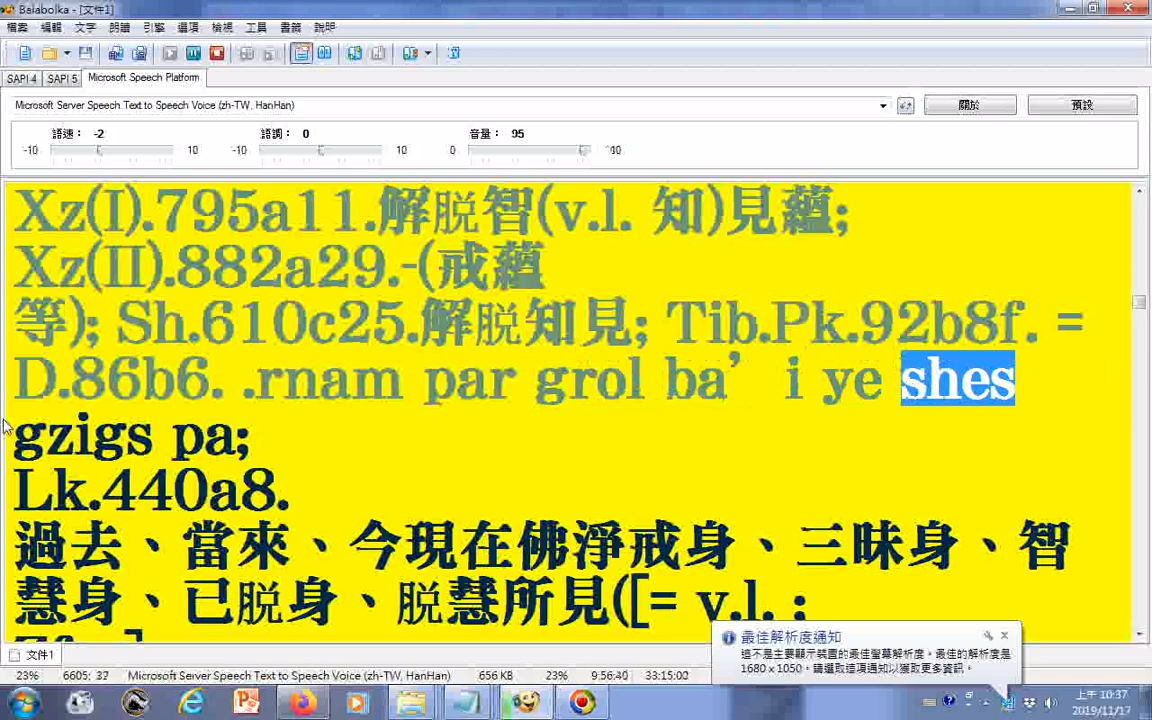 Balabolka - [文件1]
檔案 編輯 文字 朗讀 引擎 選項 檢視 工具 書籤 說明
SAPI 4 SAPI 5 Microsoft Speech Platform
Microsoft Server Speech Text to Speech Voice (zh-TW, HanHan) 關於 預設
語速： -2 語調： 0 音量： 95
-10 10 -10 10 0
Xz(I).795a11.解脱智(v.l. 知)見蘊;
Xz(II).882a29.-(戒蘊
等); Sh.610c25.解脱知見; Tib.Pk.92b8f. =
D.86b6. .rnam par grol ba’i ye shes
gzigs pa;
Lk.440a8.
過去、當來、今現在佛淨戒身、三昧身、智
慧身、已脱身、脱慧所見([= v.l. ;
最佳解析度通知
這不是主要顯示裝置的最佳螢幕解析度。最佳的解析度是
1680 x 1050。請選取這項通知以獲取更多資訊。
文件1
23% 6605: 37 Microsoft Server Speech Text to Speech Voice (zh-TW, HanHan) 656 KB 23% 9:56:40 33:15:00
上午 10:37
2019/11/17